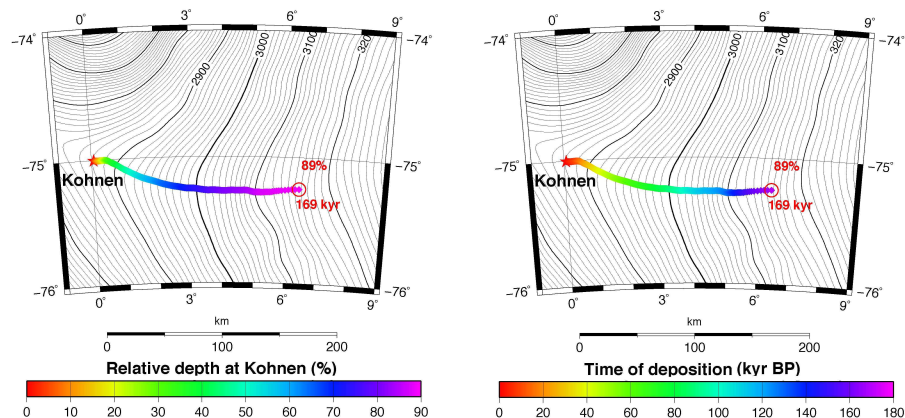 0° 3° 6° 9°
−74° −74°
2900 3000 3100 320
−75° −75°
Kohnen
89%
169 kyr
−76° −76°
0° 3° 6° 9°
km
0 100 200
Relative depth at Kohnen (%)
0 10 20 30 40 50 60 70 80 90
0° 3° 6° 9°
−74° −74°
2900 3000 3100 320
−75° −75°
Kohnen
89%
169 kyr
−76° −76°
0° 3° 6° 9°
km
0 100 200
Time of deposition (kyr BP)
0 20 40 60 80 100 120 140 160 180